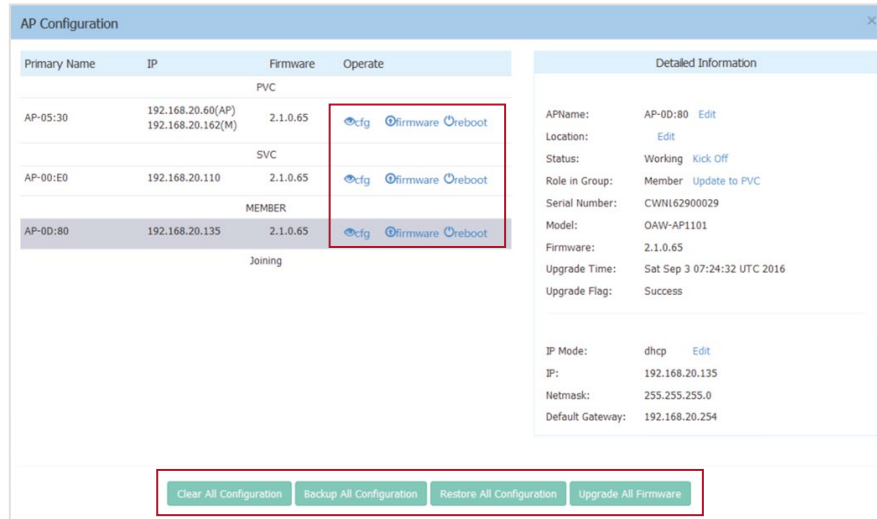 AP Configuration
×
Primary Name IP Firmware Operate
PVC
AP-05:30 192.168.20.60(AP) 2.1.0.65 cfg firmware reboot
192.168.20.162(M)
SVC
AP-00:E0 192.168.20.110 2.1.0.65 cfg firmware reboot
MEMBER
AP-0D:80 192.168.20.135 2.1.0.65 cfg firmware reboot
Joining
Detailed Information
APName: AP-0D:80 Edit
Location: Edit
Status: Working Kick Off
Role in Group: Member Update to PVC
Serial Number: CWN162900029
Model: OAW-AP1101
Firmware: 2.1.0.65
Upgrade Time: Sat Sep 3 07:24:32 UTC 2016
Upgrade Flag: Success
IP Mode: dhcp Edit
IP: 192.168.20.135
Netmask: 255.255.255.0
Default Gateway: 192.168.20.254
Clear All Configuration Backup All Configuration Restore All Configuration Upgrade All Firmware